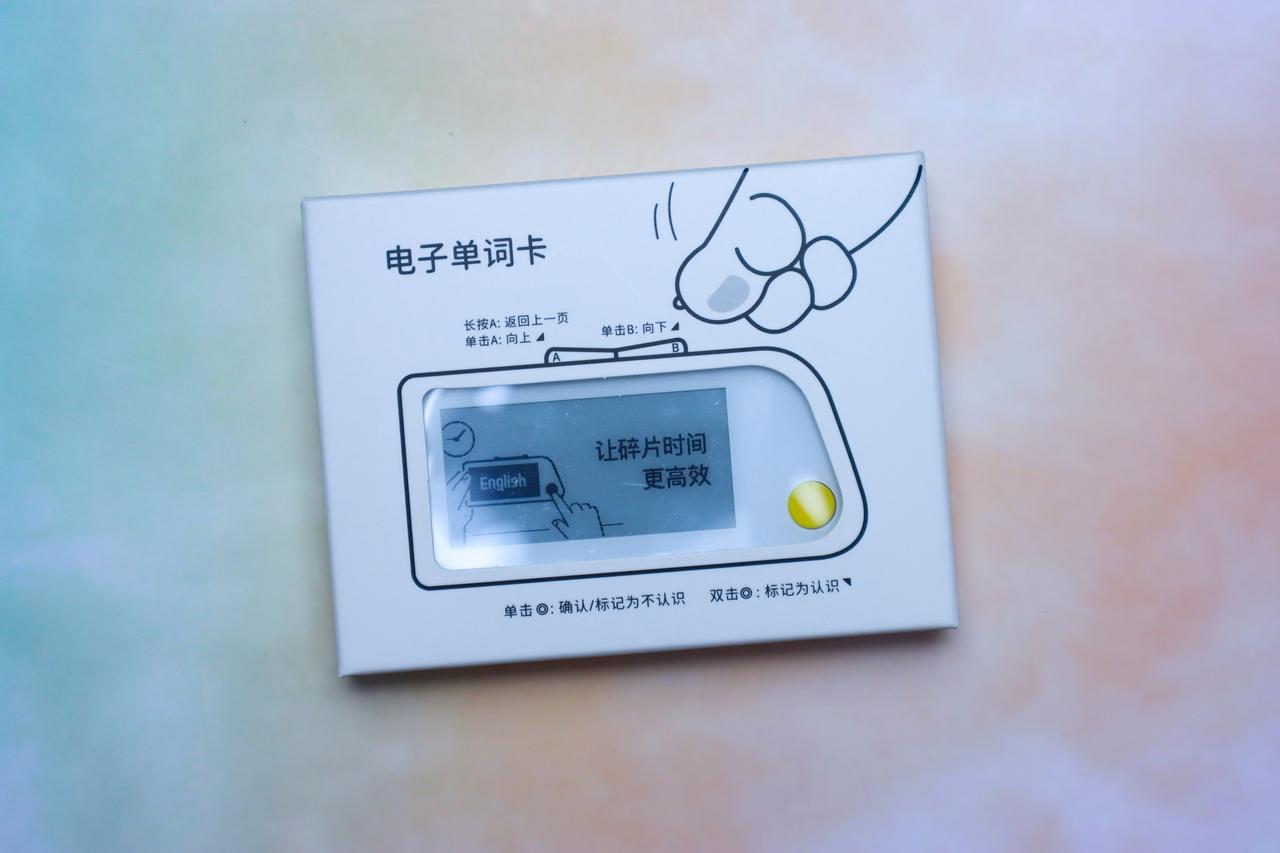 电子单词卡
长按A: 返回上一页
单击A: 向上
单击B: 向下
A
B
让碎片时间
更高效
English
单击◎: 确认/标记为不认识
双击◎: 标记为认识